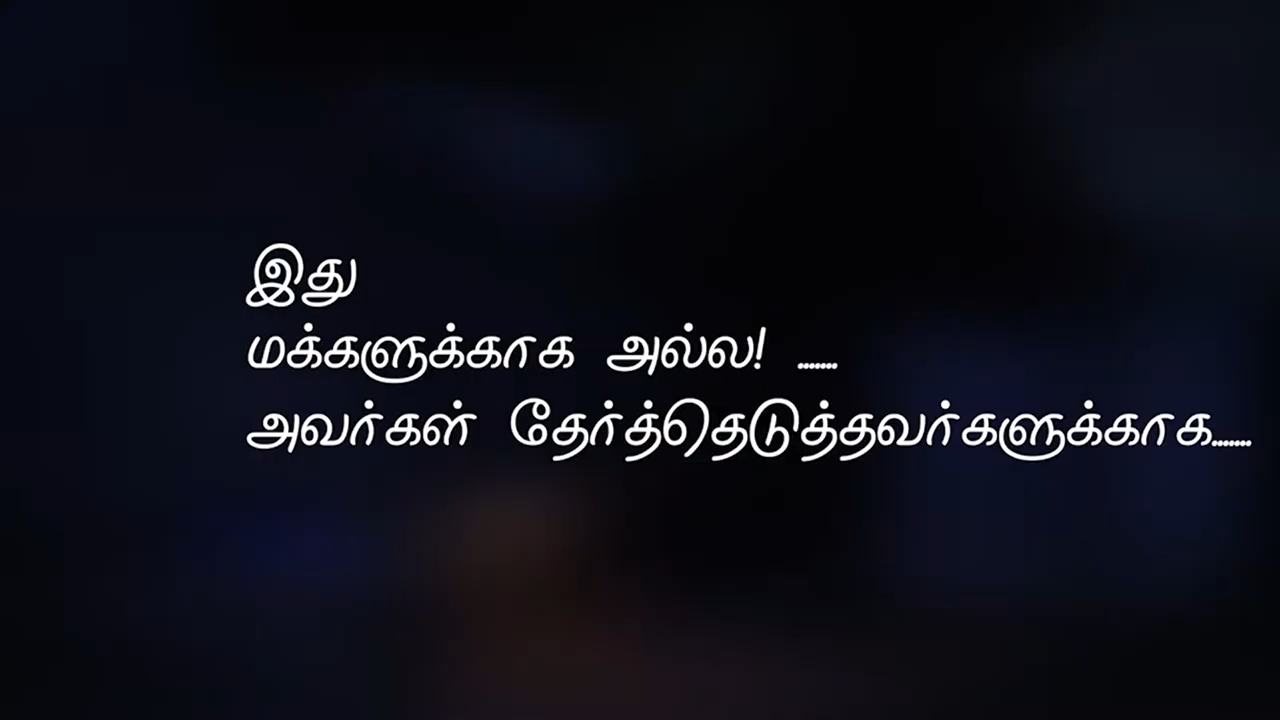 இது
மக்களுக்காக அல்ல! .......
அவர்கள் தேர்த்தெடுத்தவர்களுக்காக.......